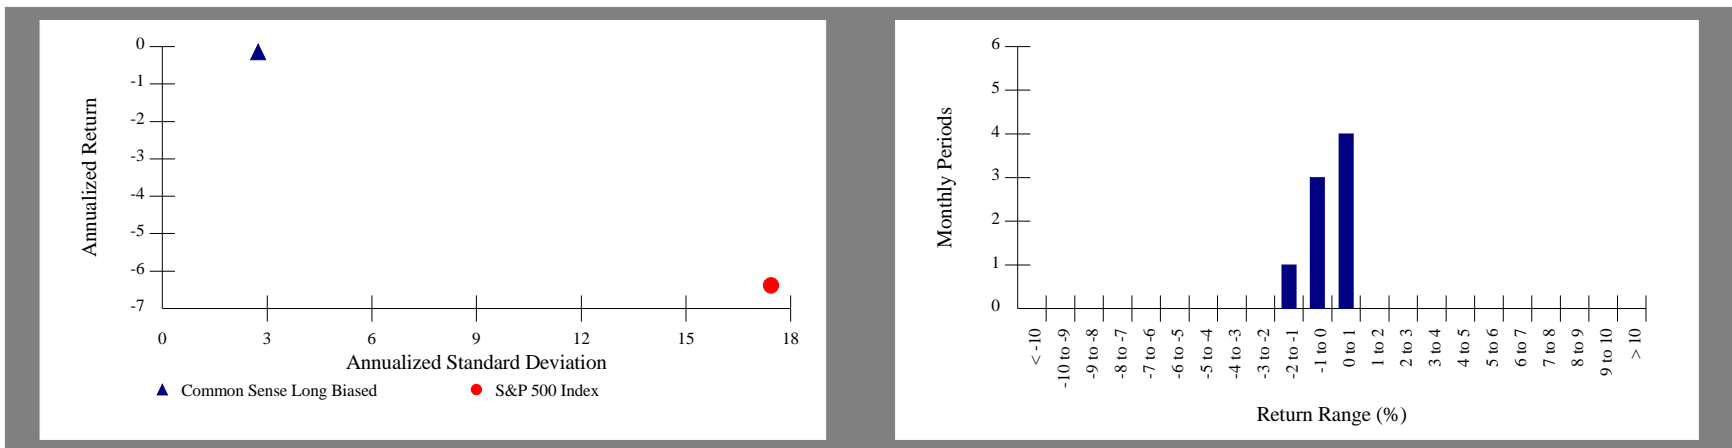 0
-1
-2
-3
-4
-5
-6
-7
Annualized Return
0 3 6 9 12 15 18
Annualized Standard Deviation
Common Sense Long Biased S&P 500 Index
6
5
4
3
2
1
0
Monthly Periods
< -10
-10 to -9
-9 to -8
-8 to -7
-7 to -6
-6 to -5
-5 to -4
-4 to -3
-3 to -2
-2 to -1
-1 to 0
0 to 1
1 to 2
2 to 3
3 to 4
4 to 5
5 to 6
6 to 7
7 to 8
8 to 9
9 to 10
> 10
Return Range (%)